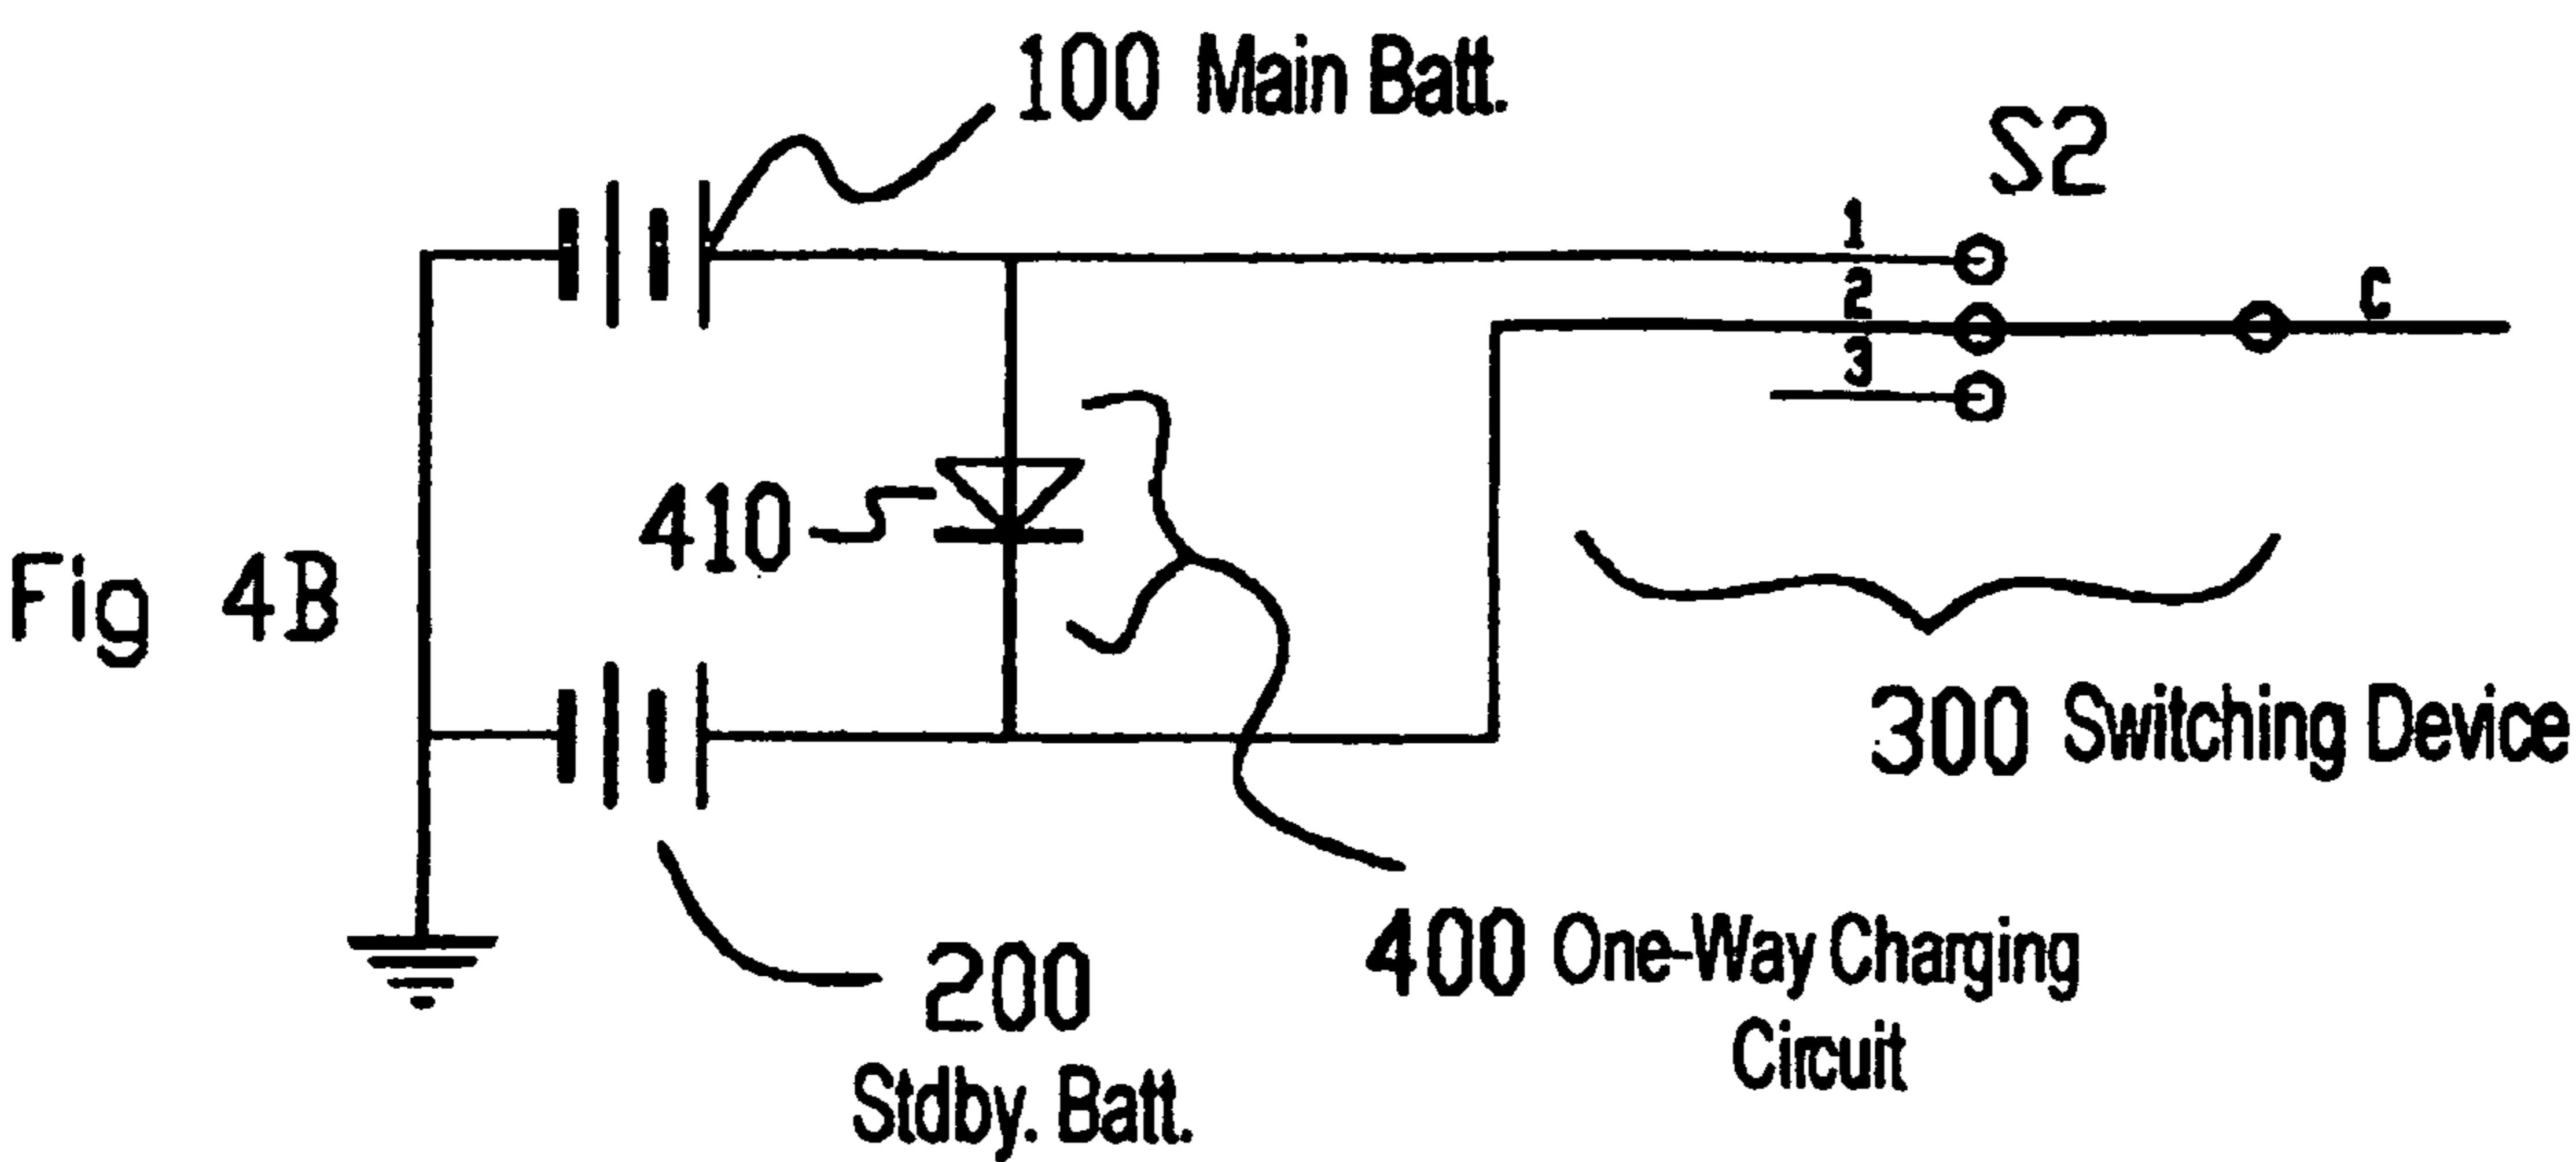 100 Main Batt.
S2
1
2
C
3
410
Fig 4B
300 Switching Device
400 One-Way Charging
Circuit
200
Stdby. Batt.